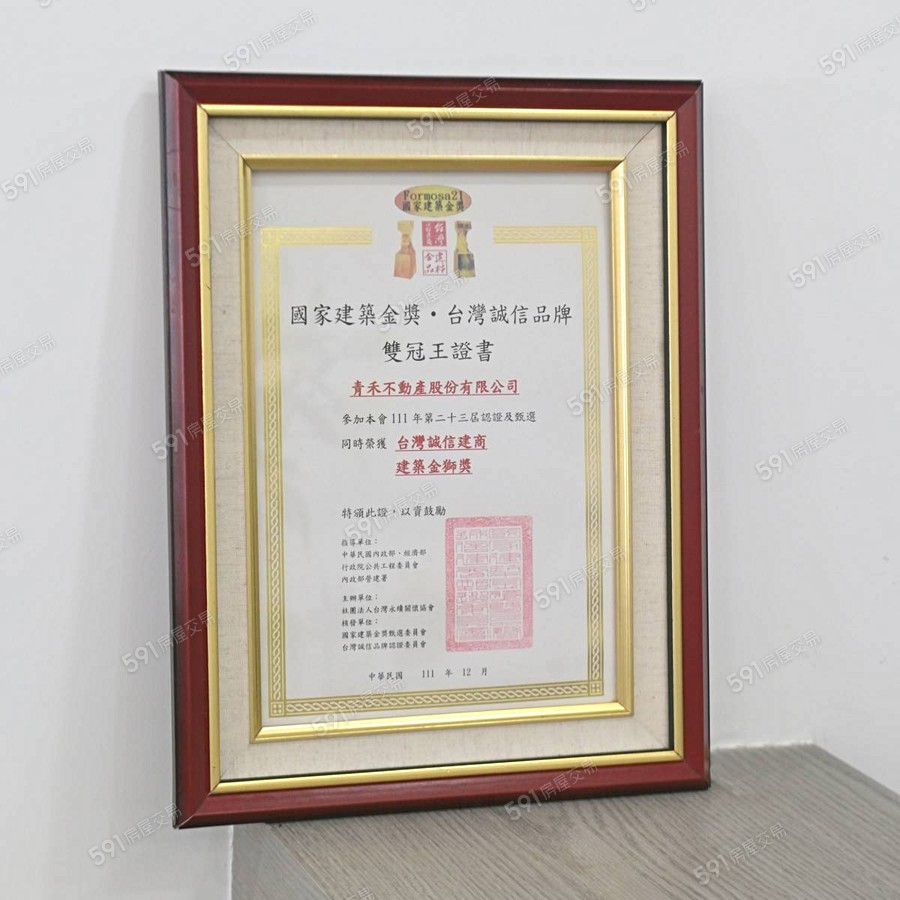 Formosa21
國家建築金獎
國家建築金獎・台灣誠信品牌
雙冠王證書
青禾不動產股份有限公司
參加本會 111 年第二十三屆認證及甄選
同時榮獲 台灣誠信建商
建築金獅獎
特頒此證，以資鼓勵
指導單位：
中華民國內政部、經濟部
行政院公共工程委員會
內政部營建署
主辦單位：
社團法人台灣永續關懷協會
核發單位：
國家建築金獎甄選委員會
台灣誠信品牌認證委員會
中華民國 111 年 12 月
591房屋交易